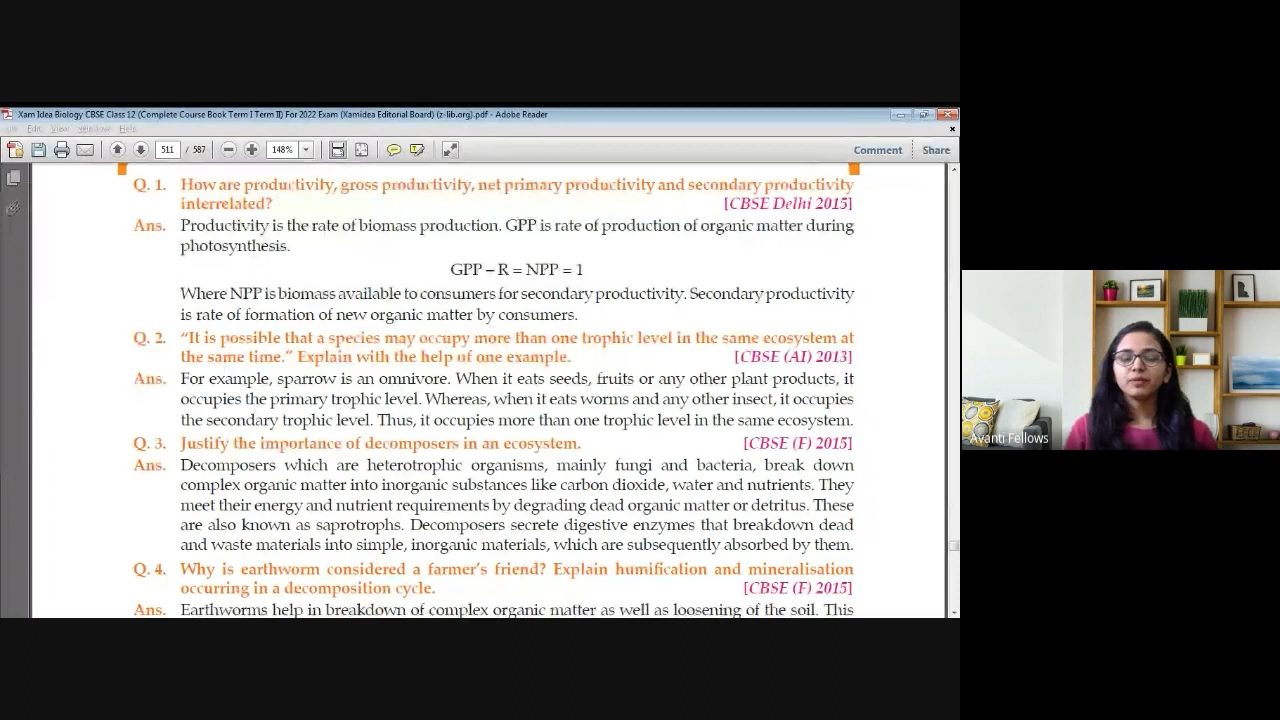 Xam Idea Biology CBSE Class 12 (Complete Course Book Term I Term II) For 2022 Exam (Xamidea Editorial Board) (z-lib.org).pdf - Adobe Reader
Edit View Window Help
511 / 587 148% Comment Share
Q. 1. How are productivity, gross productivity, net primary productivity and secondary productivity
interrelated? [CBSE Delhi 2015]
Ans. Productivity is the rate of biomass production. GPP is rate of production of organic matter during
photosynthesis.
GPP – R = NPP = 1
Where NPP is biomass available to consumers for secondary productivity. Secondary productivity
is rate of formation of new organic matter by consumers.
Q. 2. “It is possible that a species may occupy more than one trophic level in the same ecosystem at
the same time.” Explain with the help of one example. [CBSE (AI) 2013]
Ans. For example, sparrow is an omnivore. When it eats seeds, fruits or any other plant products, it
occupies the primary trophic level. Whereas, when it eats worms and any other insect, it occupies
the secondary trophic level. Thus, it occupies more than one trophic level in the same ecosystem.
Q. 3. Justify the importance of decomposers in an ecosystem. [CBSE (F) 2015]
Ans. Decomposers which are heterotrophic organisms, mainly fungi and bacteria, break down
complex organic matter into inorganic substances like carbon dioxide, water and nutrients. They
meet their energy and nutrient requirements by degrading dead organic matter or detritus. These
are also known as saprotrophs. Decomposers secrete digestive enzymes that breakdown dead
and waste materials into simple, inorganic materials, which are subsequently absorbed by them.
Q. 4. Why is earthworm considered a farmer’s friend? Explain humification and mineralisation
occurring in a decomposition cycle. [CBSE (F) 2015]
Ans. Earthworms help in breakdown of complex organic matter as well as loosening of the soil. This
Avanti Fellows